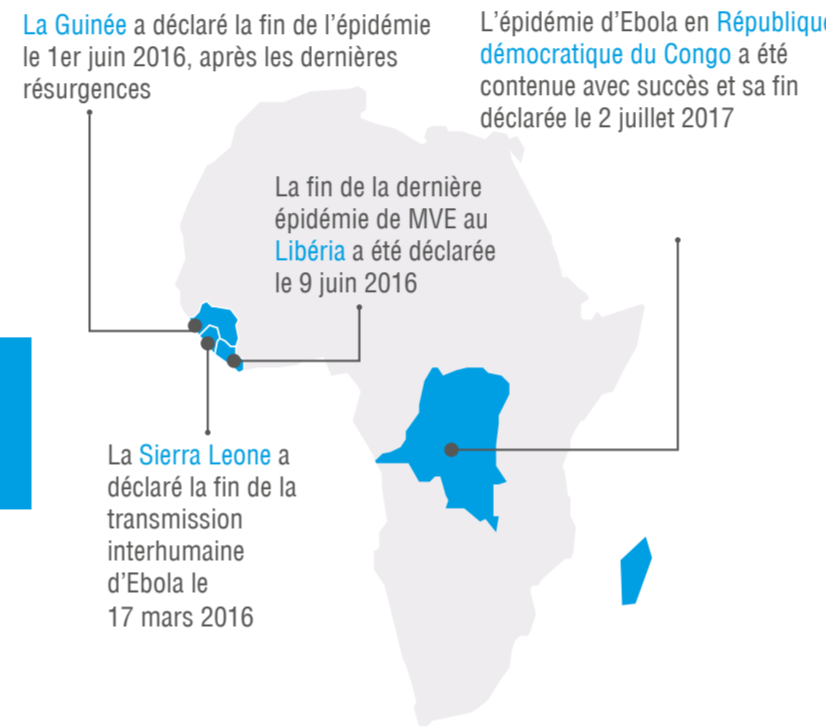 La Guinée a déclaré la fin de l'épidémie
le 1er juin 2016, après les dernières
résurgences
L'épidémie d'Ebola en République
démocratique du Congo a été
contenue avec succès et sa fin
déclarée le 2 juillet 2017
La fin de la dernière
épidémie de MVE au
Libéria a été déclarée
le 9 juin 2016
La Sierra Leone a
déclaré la fin de la
transmission
interhumaine
d'Ebola le
17 mars 2016